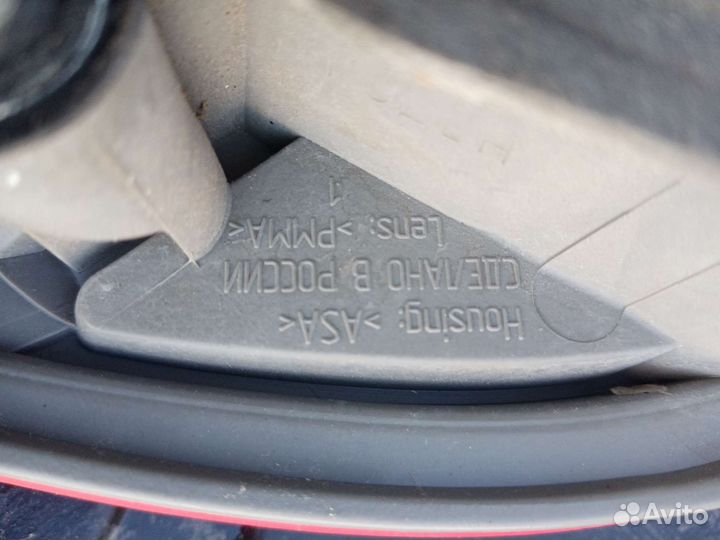 Housing: >ASA<
СДЕЛАНО В РОССИИ
Lens: >PMMA<
1
Avito